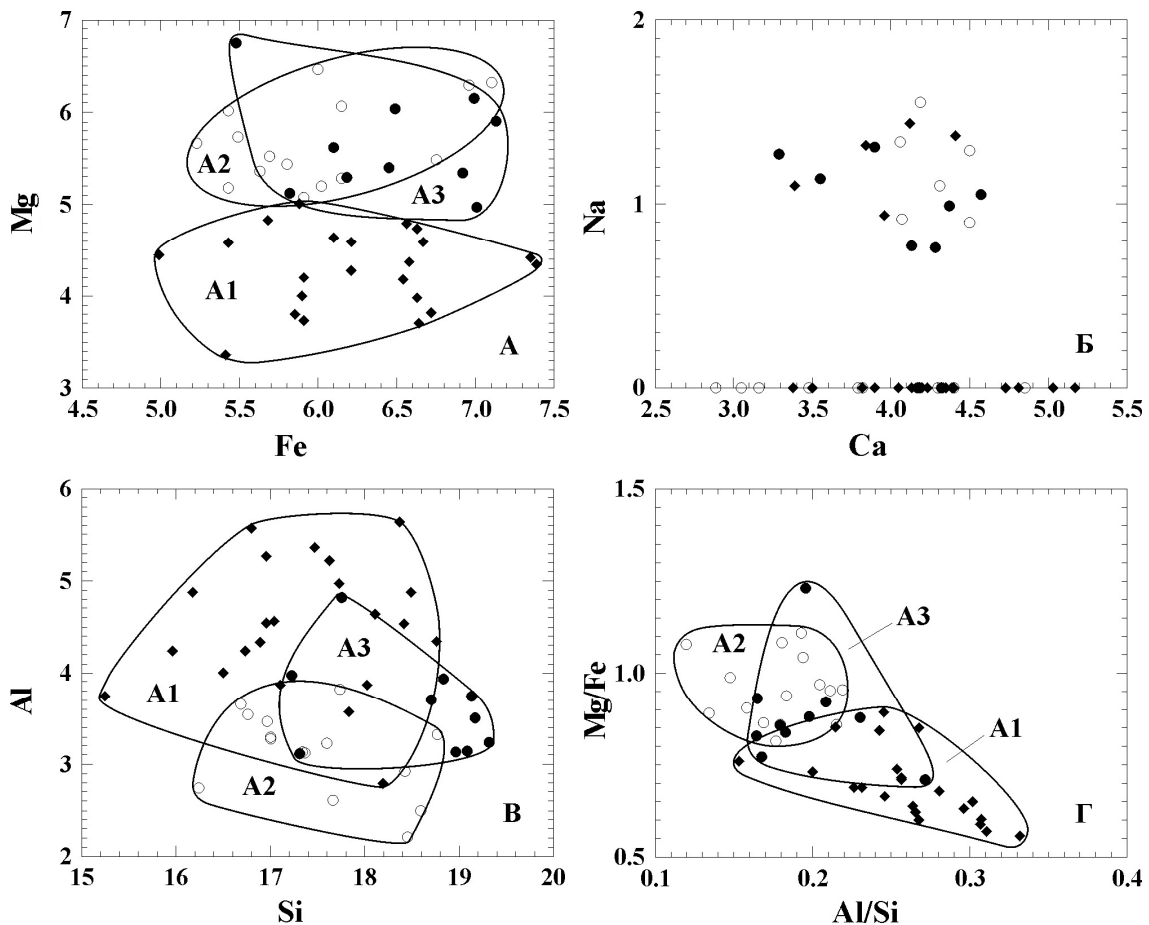 7
6
5
4
3
Mg
A2
A3
A1
А
4.5 5.0 5.5 6.0 6.5 7.0 7.5
Fe
2
1
0
Na
Б
2.5 3.0 3.5 4.0 4.5 5.0 5.5
Ca
6
5
4
3
2
Al
A3
A1
A2
В
15 16 17 18 19 20
Si
1.5
1.0
0.5
Mg/Fe
A3
A2
A1
Г
0.1 0.2 0.3 0.4
Al/Si